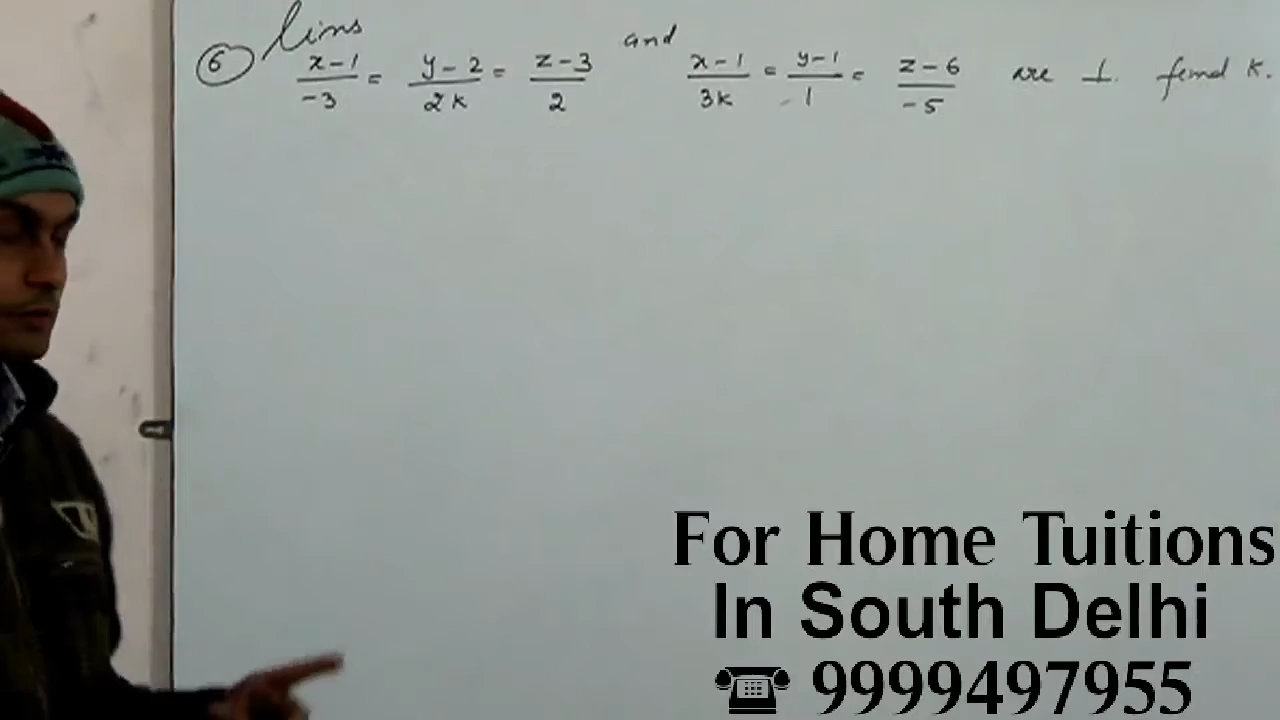 6 lins
x-1/-3 = y-2/2k = z-3/2 and x-1/3k = y-1/1 = z-6/-5 are ⊥. find k.
For Home Tuitions
In South Delhi
☎ 9999497955